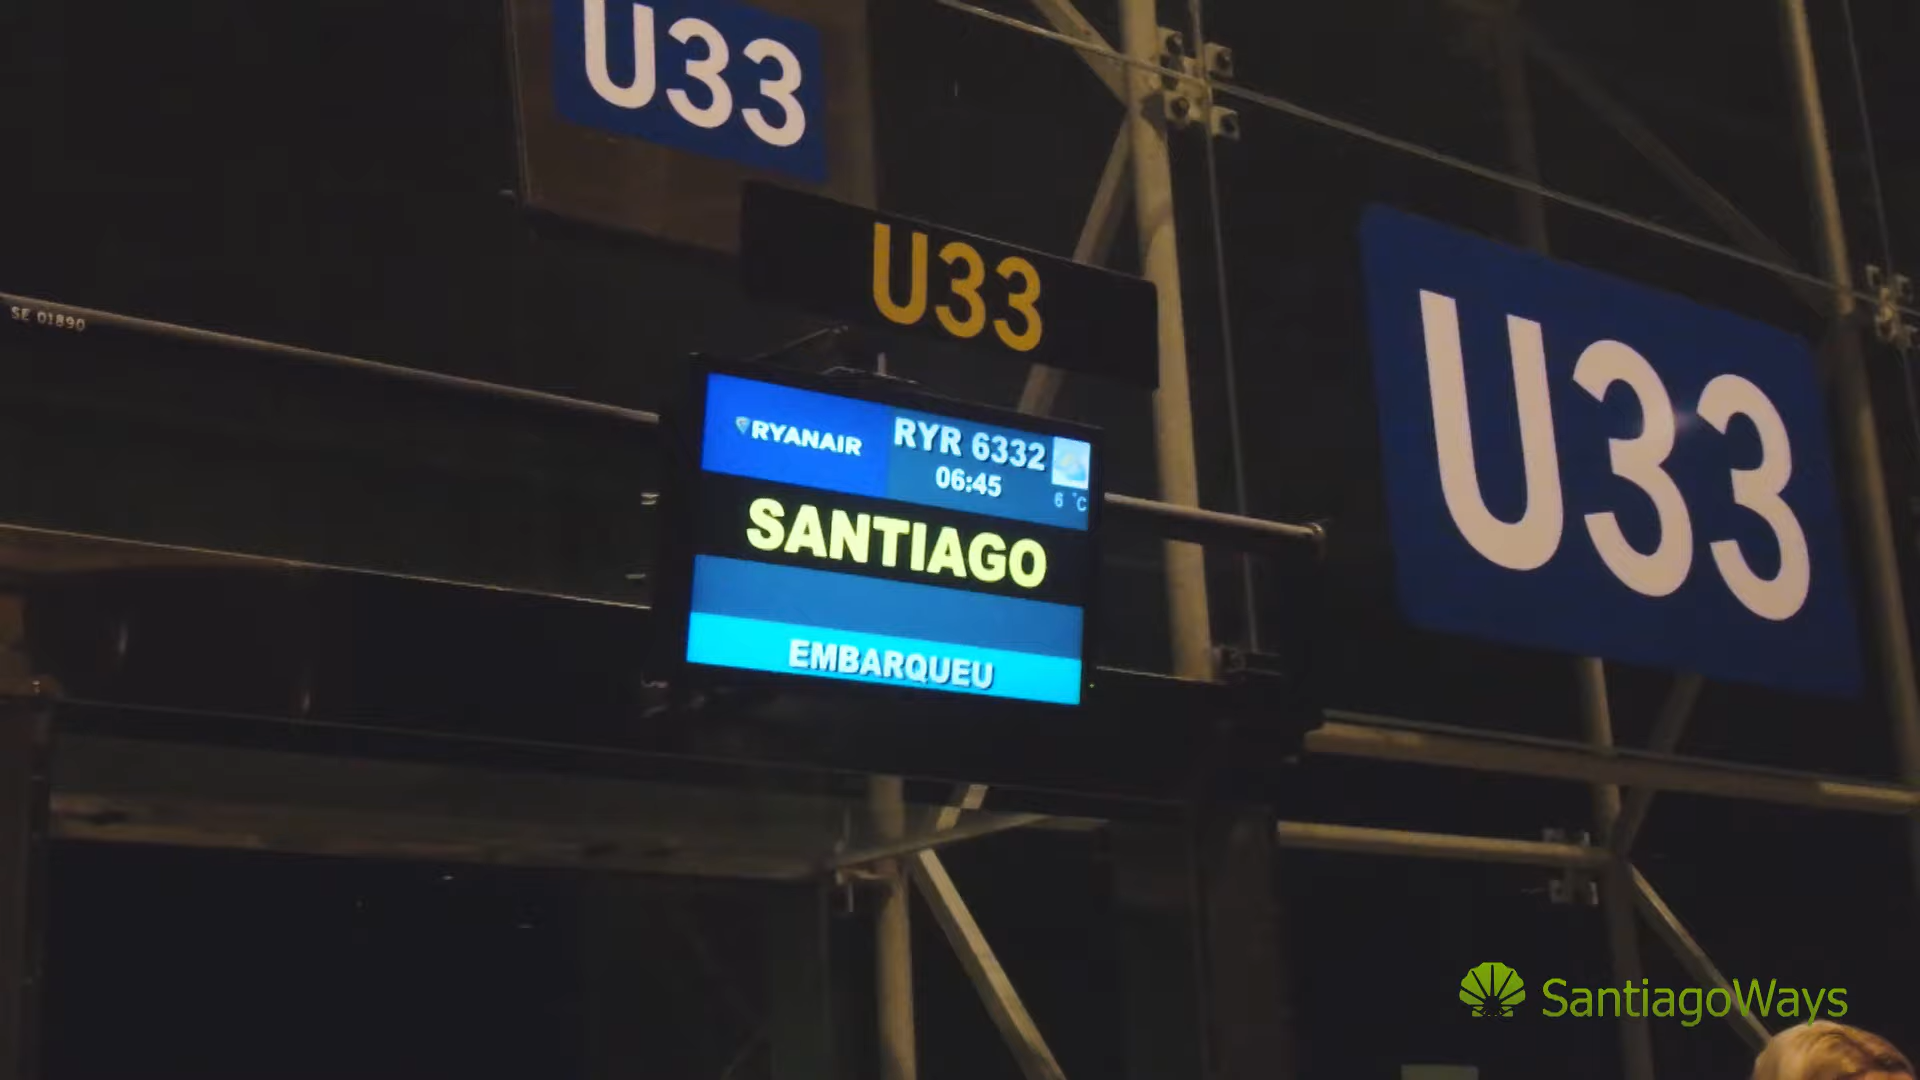 U33
U33
U33
SE 01890
RYANAIR
RYR 6332
06:45
6 °C
SANTIAGO
EMBARQUEU
SantiagoWays